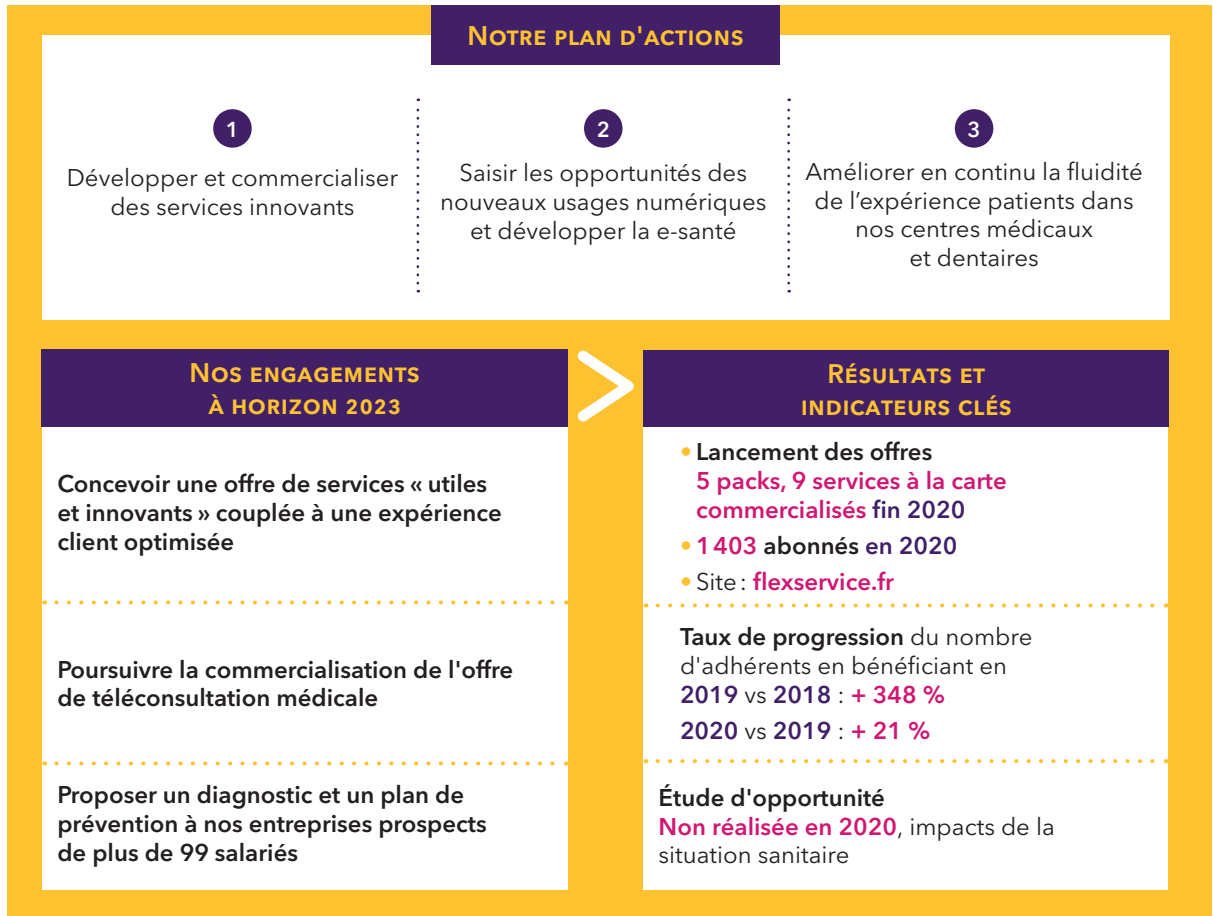 NOTRE PLAN D'ACTIONS
1
Développer et commercialiser
des services innovants
2
Saisir les opportunités des
nouveaux usages numériques
et développer la e-santé
3
Améliorer en continu la fluidité
de l’expérience patients dans
nos centres médicaux
et dentaires
NOS ENGAGEMENTS
À HORIZON 2023
RÉSULTATS ET
INDICATEURS CLÉS
Concevoir une offre de services « utiles
et innovants » couplée à une expérience
client optimisée
• Lancement des offres
5 packs, 9 services à la carte
commercialisés fin 2020
• 1 403 abonnés en 2020
• Site : flexservice.fr
Poursuivre la commercialisation de l'offre
de téléconsultation médicale
Taux de progression du nombre
d'adhérents en bénéficiant en
2019 vs 2018 : + 348 %
2020 vs 2019 : + 21 %
Proposer un diagnostic et un plan de
prévention à nos entreprises prospects
de plus de 99 salariés
Étude d'opportunité
Non réalisée en 2020, impacts de la
situation sanitaire